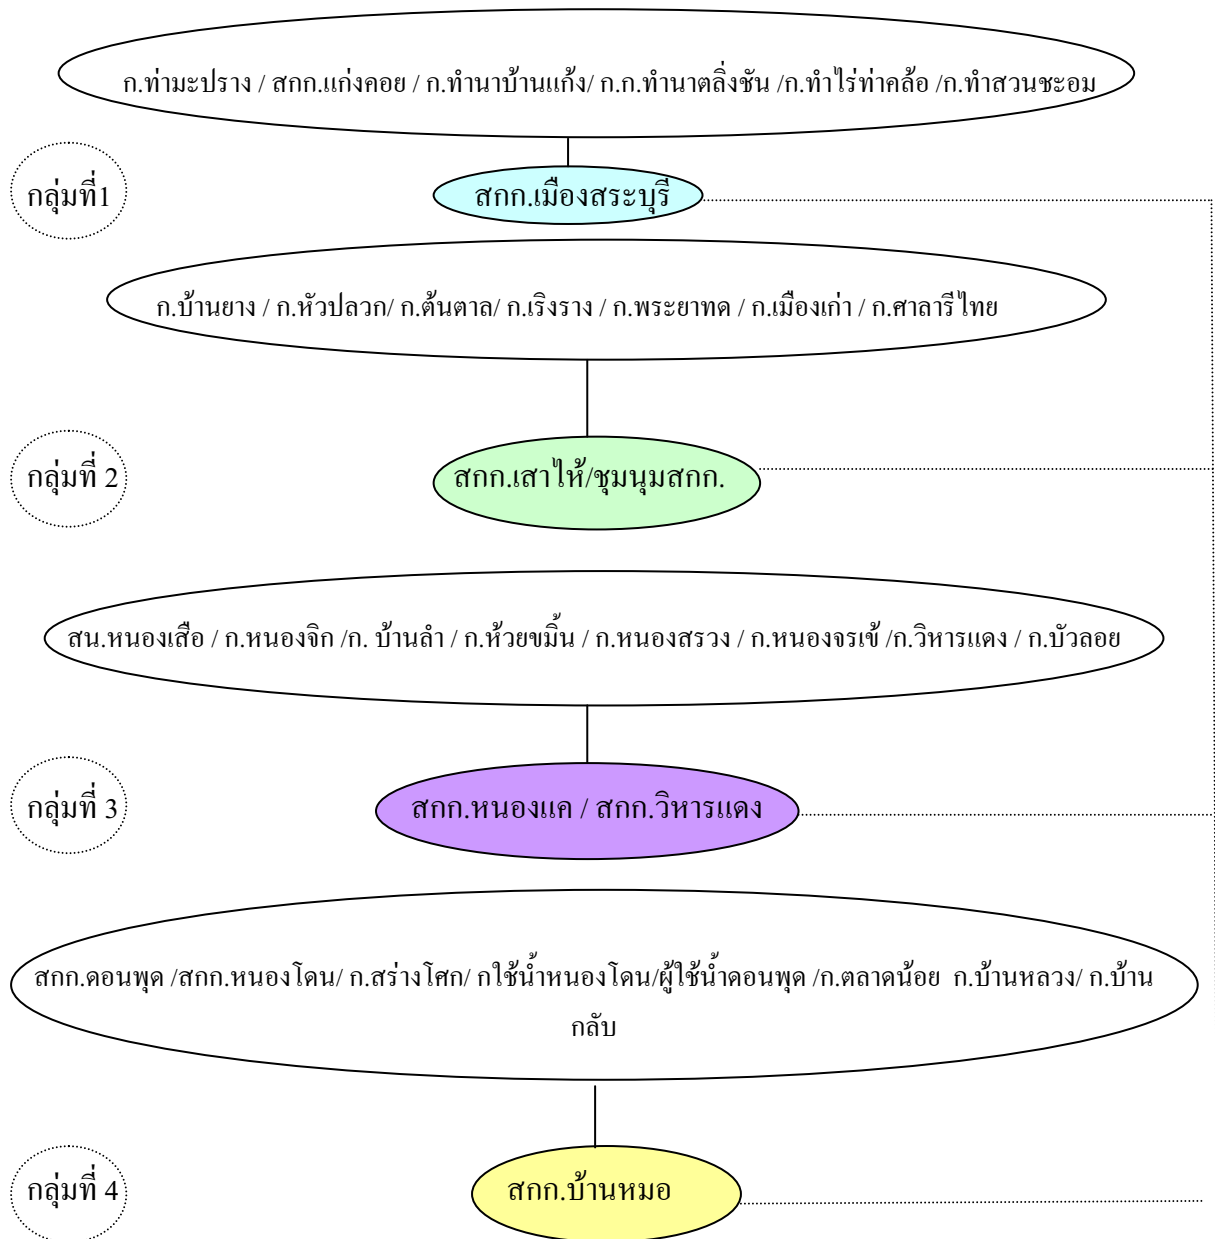 ก.ท่ามะปราง / สกก.แก่งคอย / ก.ทำนาบ้านแก้ง/ ก.ก.ทำนาตลิ่งชัน /ก.ทำไร่ท่าคล้อ /ก.ทำสวนชะอม
กลุ่มที่1
สกก.เมืองสระบุรี
ก.บ้านยาง / ก.หัวปลวก/ ก.ต้นตาล/ ก.เริงราง / ก.พระยาทด / ก.เมืองเก่า / ก.ศาลารีไทย
กลุ่มที่ 2
สกก.เสาไห้/ชุมนุมสกก.
สน.หนองเสือ / ก.หนองจิก /ก. บ้านลำ / ก.ห้วยขมิ้น / ก.หนองสรวง / ก.หนองจรเข้ /ก.วิหารแดง / ก.บัวลอย
กลุ่มที่ 3
สกก.หนองแค / สกก.วิหารแดง
สกก.ดอนพุด /สกก.หนองโดน/ ก.สร่างโศก/ กใช้น้ำหนองโดน/ผู้ใช้น้ำดอนพุด /ก.ตลาดน้อย ก.บ้านหลวง/ ก.บ้าน
กลับ
กลุ่มที่ 4
สกก.บ้านหมอ